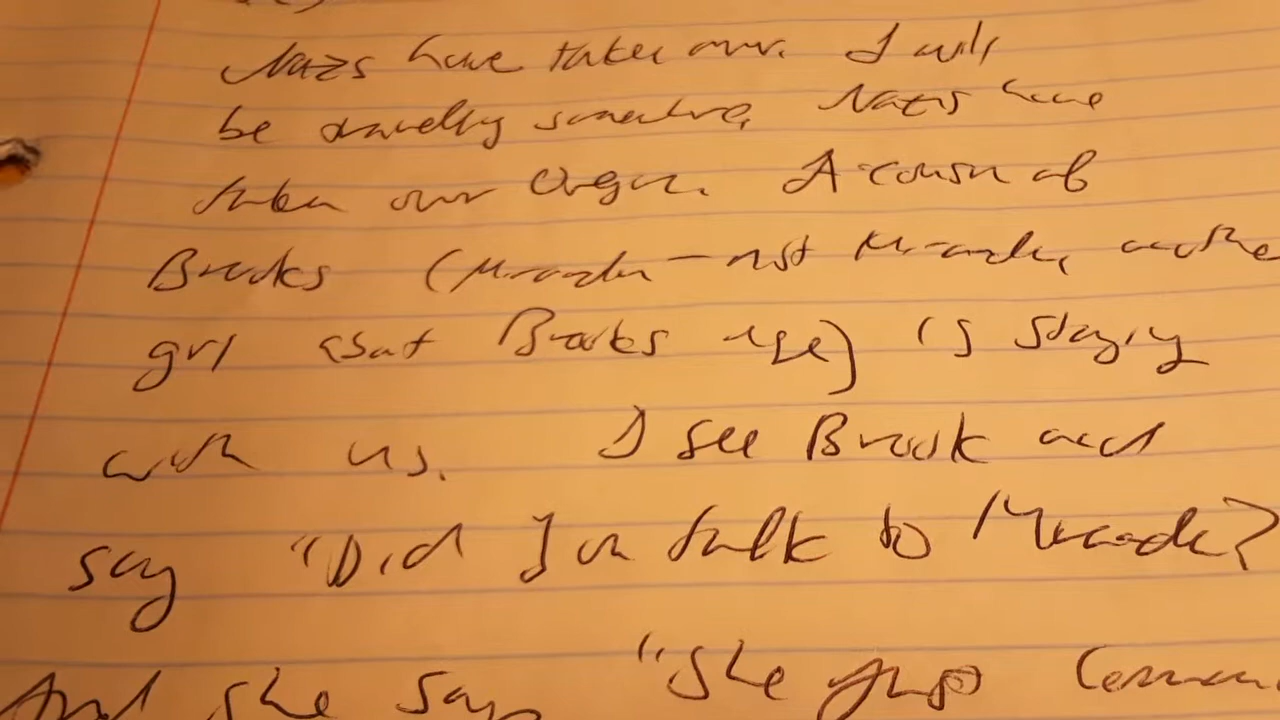 Nazis have taken over. I will
be travelling somewhere. Nazis have
taken over Oregon. A cousin of
Brooks (Miranda – not Miranda, another
girl about Brooks age) is staying
with us. I see Brook and
say "Did you talk to Miranda?
And she says "She